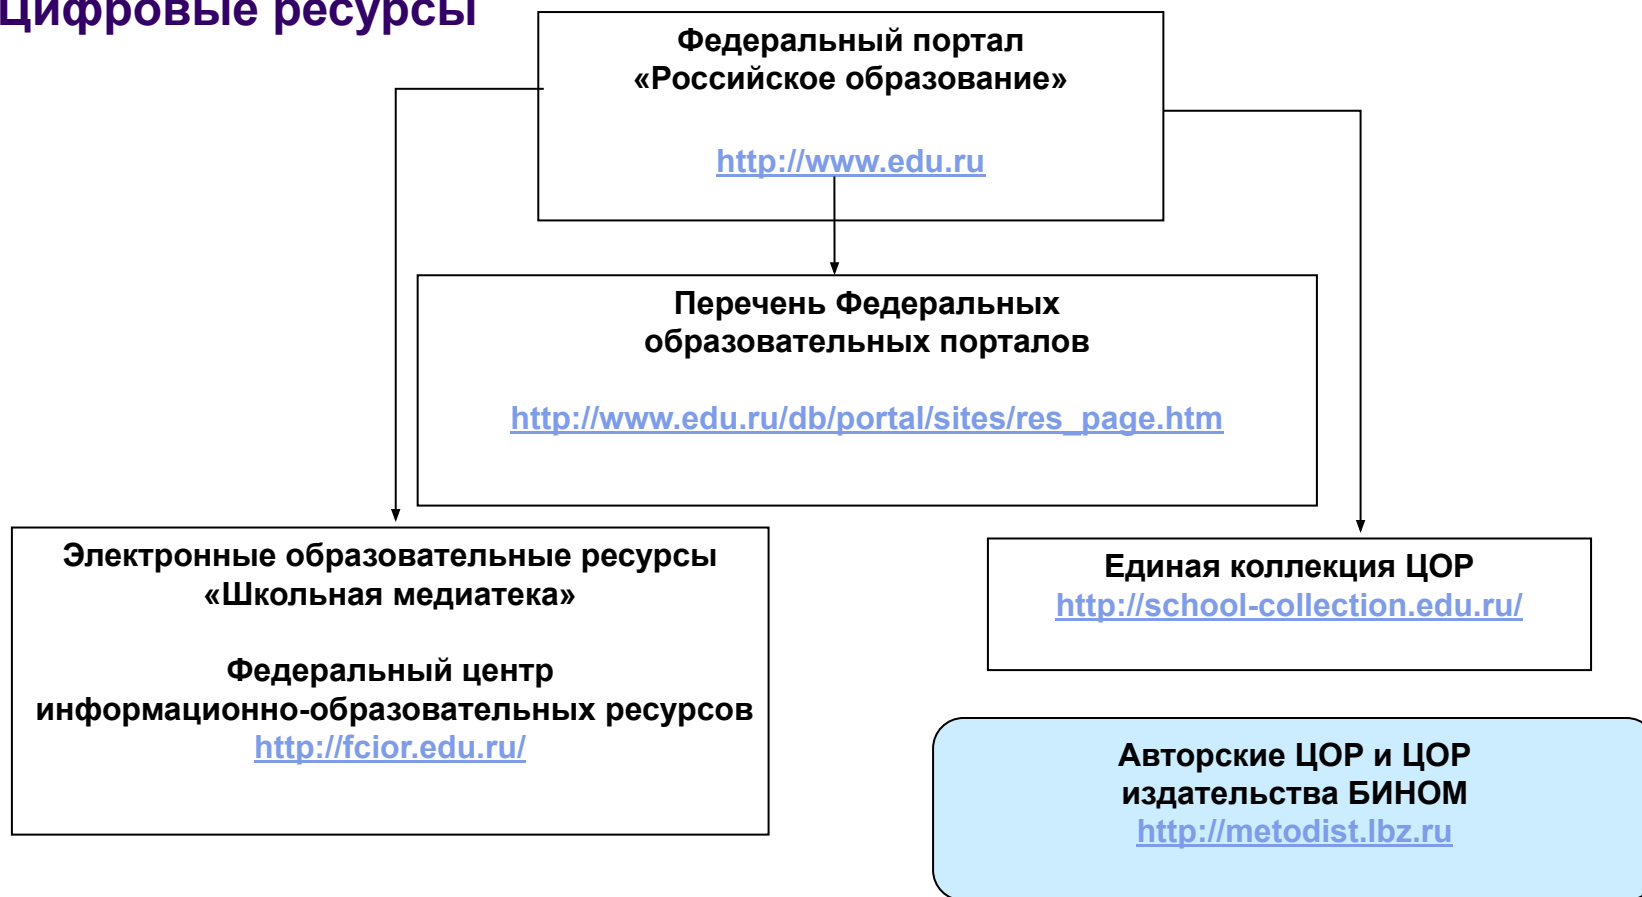 Цифровые ресурсы
Федеральный портал
«Российское образование»
http://www.edu.ru
Перечень Федеральных
образовательных порталов
http://www.edu.ru/db/portal/sites/res_page.htm
Электронные образовательные ресурсы
«Школьная медиатека»
Федеральный центр
информационно-образовательных ресурсов
http://fcior.edu.ru/
Единая коллекция ЦОР
http://school-collection.edu.ru/
Авторские ЦОР и ЦОР
издательства БИНОМ
http://metodist.lbz.ru